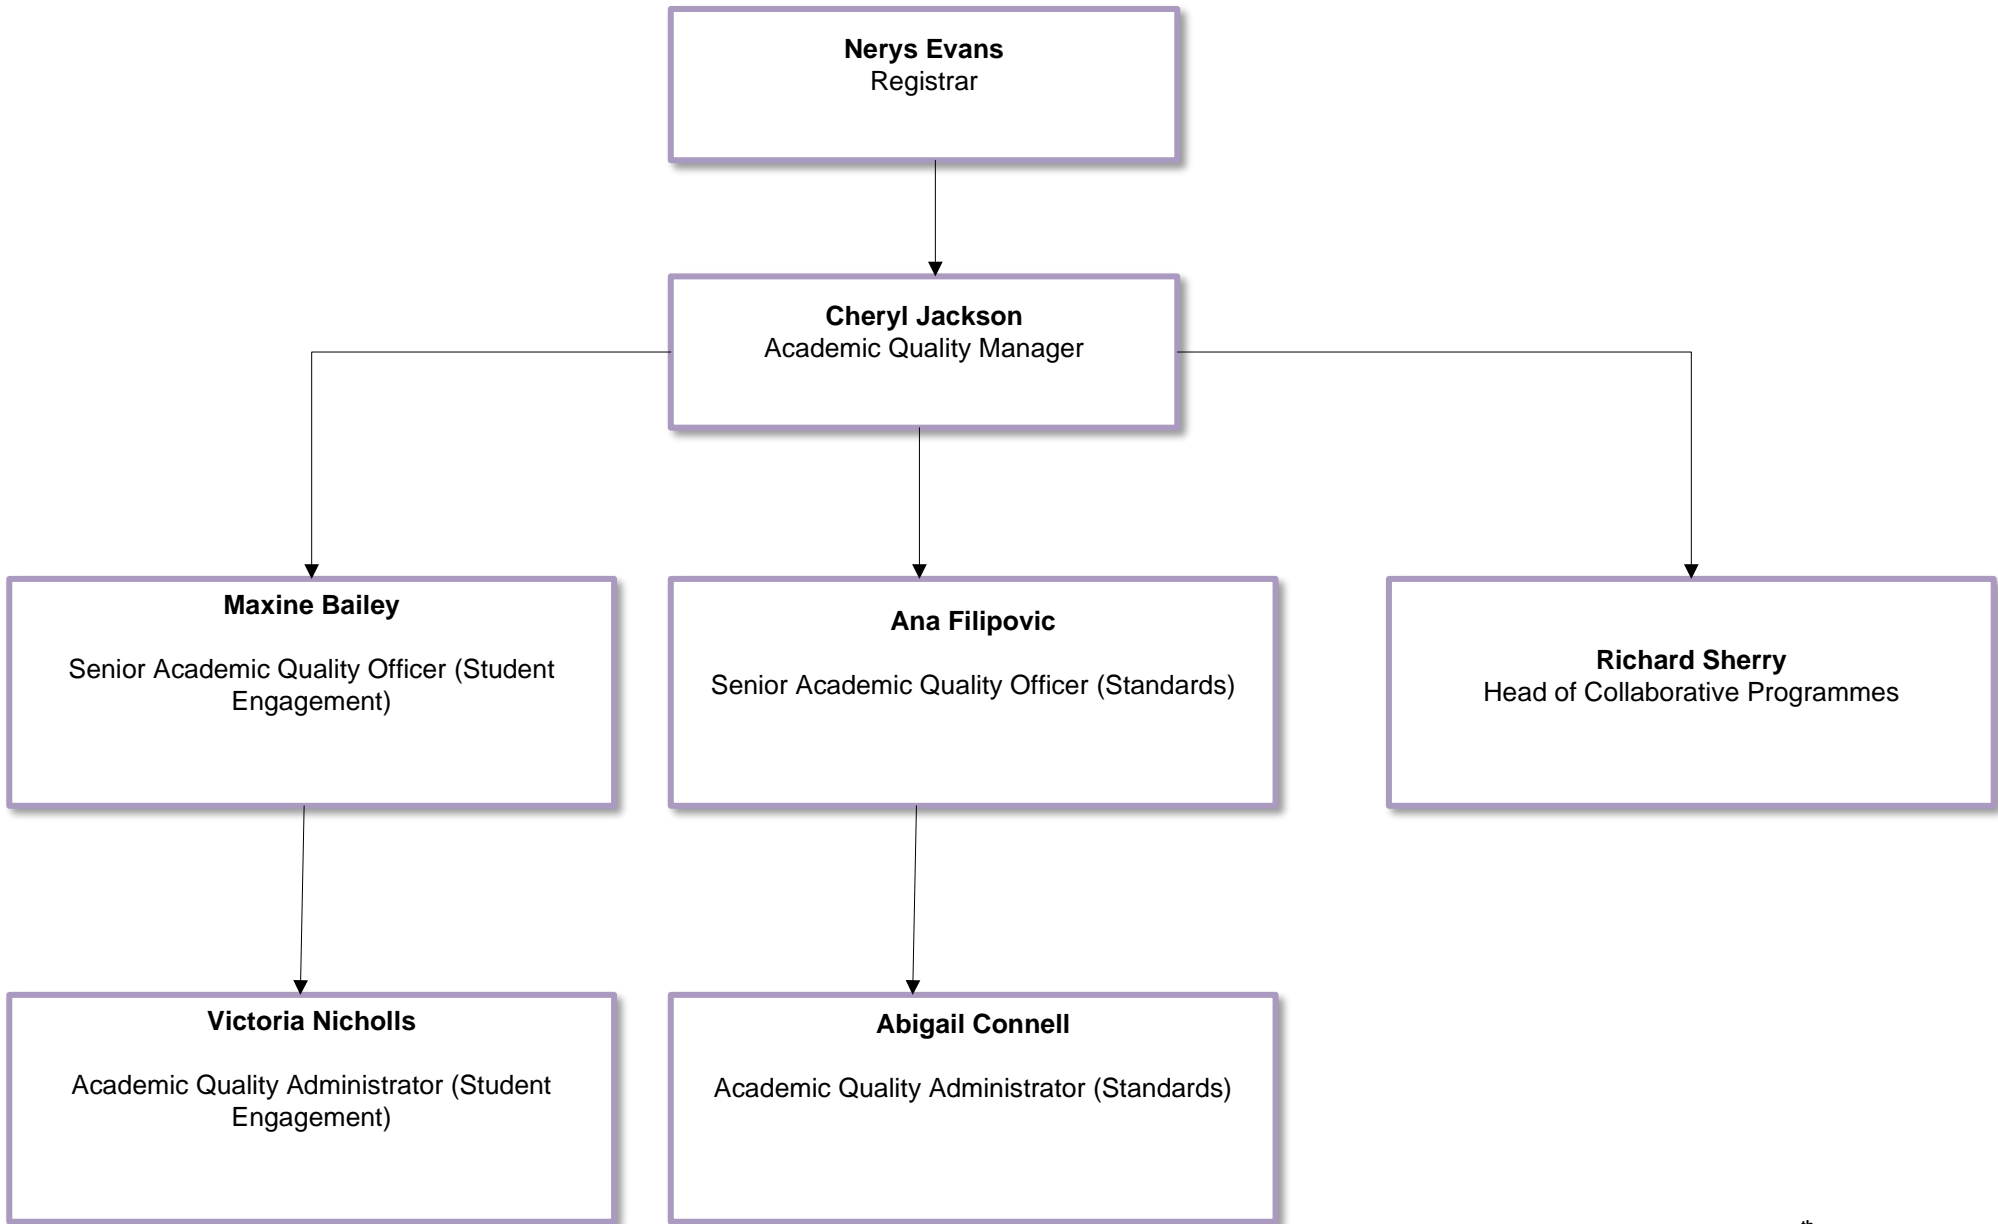 Nerys Evans
Registrar
Cheryl Jackson
Academic Quality Manager
Maxine Bailey
Senior Academic Quality Officer (Student
Engagement)
Ana Filipovic
Senior Academic Quality Officer (Standards)
Richard Sherry
Head of Collaborative Programmes
Victoria Nicholls
Academic Quality Administrator (Student
Engagement)
Abigail Connell
Academic Quality Administrator (Standards)